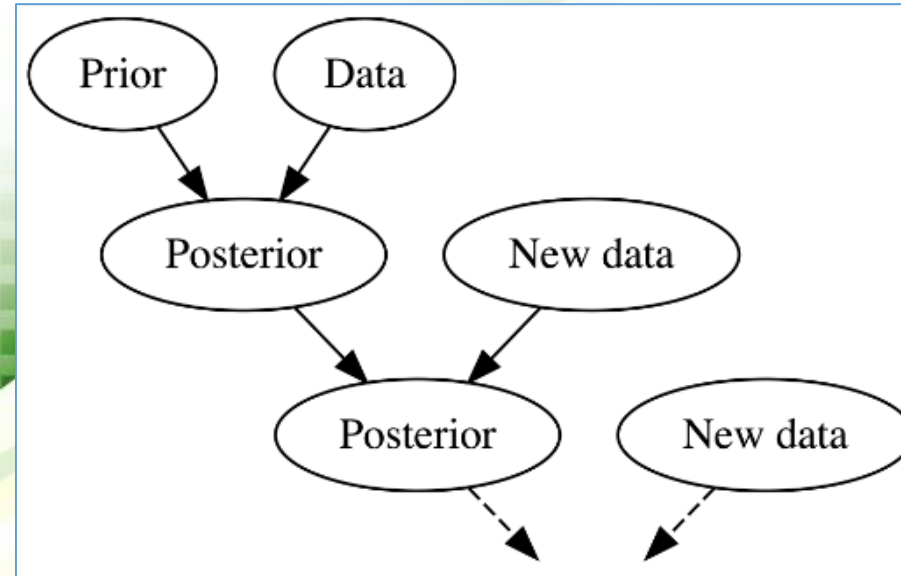 Prior
Data
Posterior
New data
Posterior
New data